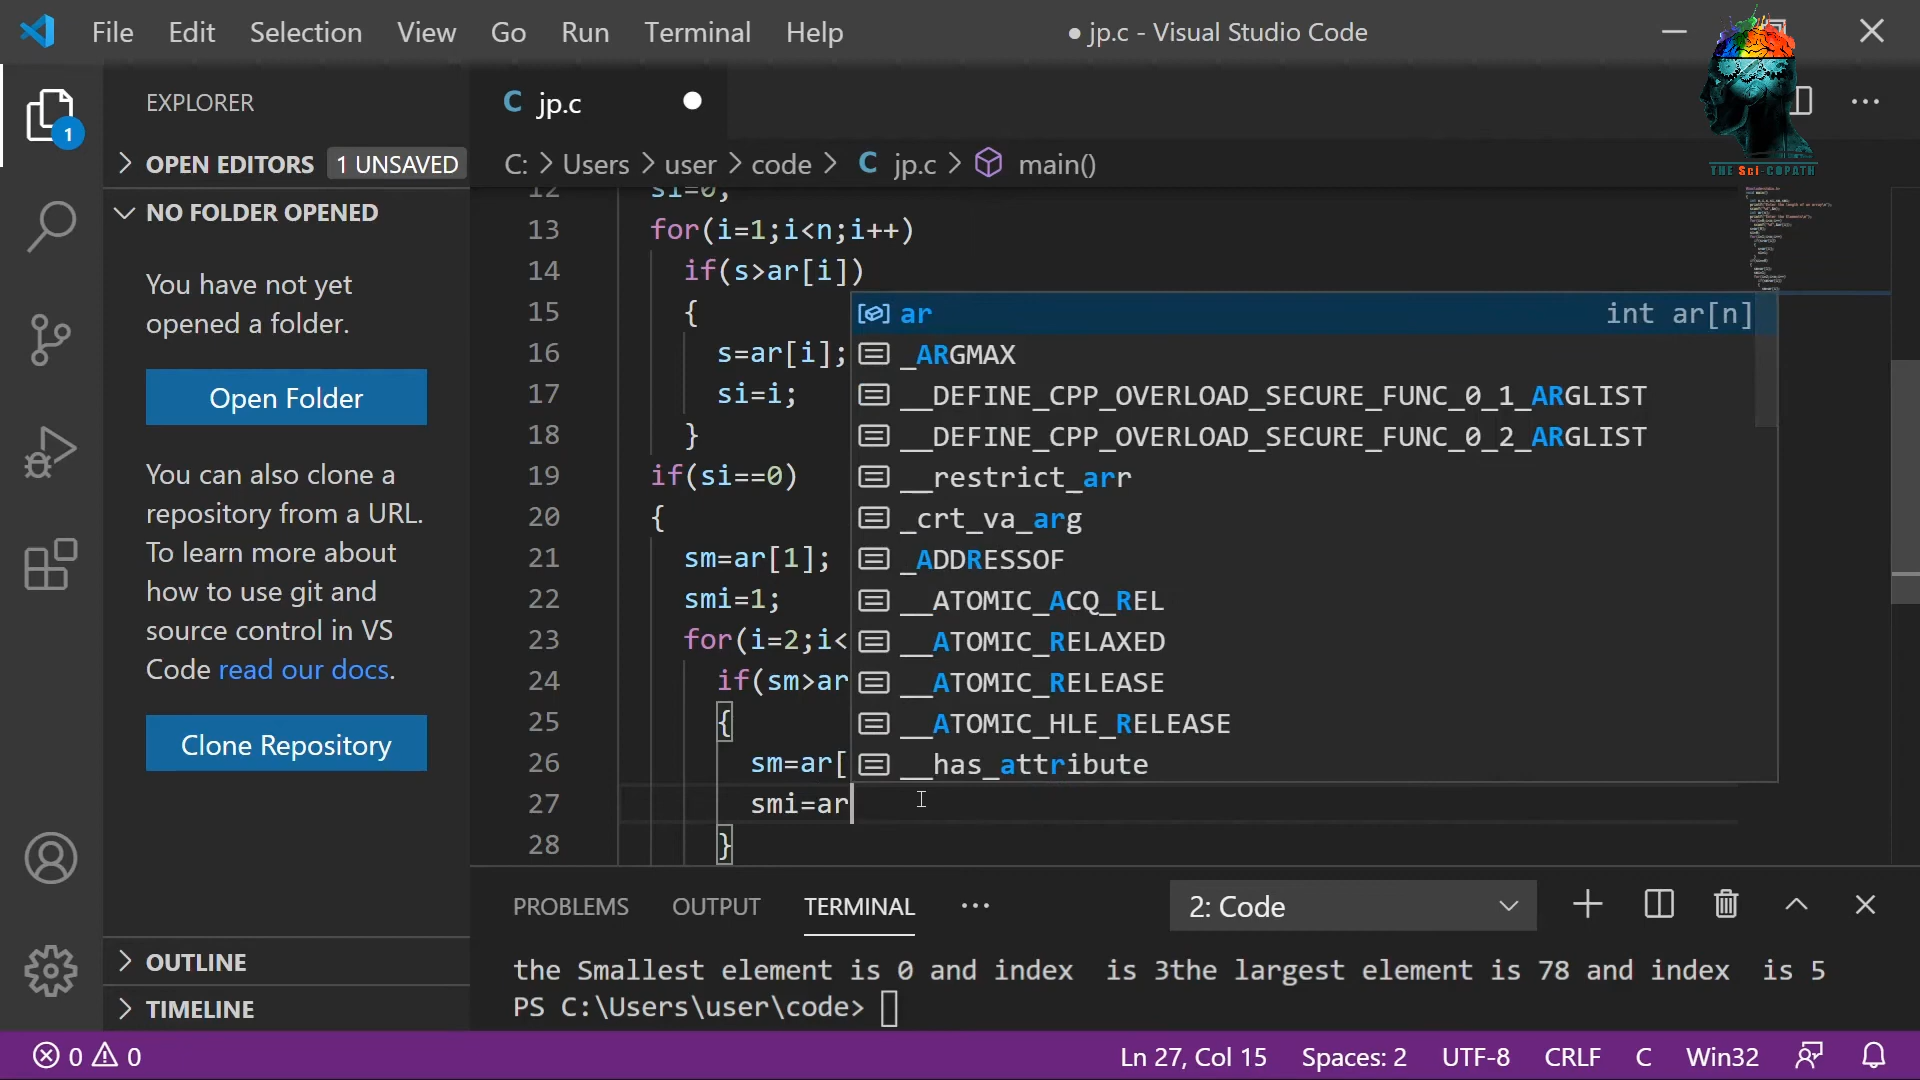 File Edit Selection View Go Run Terminal Help ● jp.c - Visual Studio Code
THE Sci-COPATH
EXPLORER
1
OPEN EDITORS 1 UNSAVED
NO FOLDER OPENED
You have not yet
opened a folder.
Open Folder
You can also clone a
repository from a URL.
To learn more about
how to use git and
source control in VS
Code read our docs.
Clone Repository
OUTLINE
TIMELINE
C jp.c
C: > Users > user > code > C jp.c > main()
12 si=0;
13 for(i=1;i<n;i++)
14 if(s>ar[i])
15 {
16 s=ar[i];
17 si=i;
18 }
19 if(si==0)
20 {
21 sm=ar[1];
22 smi=1;
23 for(i=2;i<
24 if(sm>ar
25 {
26 sm=ar[
27 smi=ar
28 }
ar int ar[n]
_ARGMAX
__DEFINE_CPP_OVERLOAD_SECURE_FUNC_0_1_ARGLIST
__DEFINE_CPP_OVERLOAD_SECURE_FUNC_0_2_ARGLIST
__restrict_arr
_crt_va_arg
_ADDRESSOF
__ATOMIC_ACQ_REL
__ATOMIC_RELAXED
__ATOMIC_RELEASE
__ATOMIC_HLE_RELEASE
__has_attribute
PROBLEMS OUTPUT TERMINAL ··· 2: Code
the Smallest element is 0 and index  is 3the largest element is 78 and index  is 5
PS C:\Users\user\code>
0 0 Ln 27, Col 15 Spaces: 2 UTF-8 CRLF C Win32